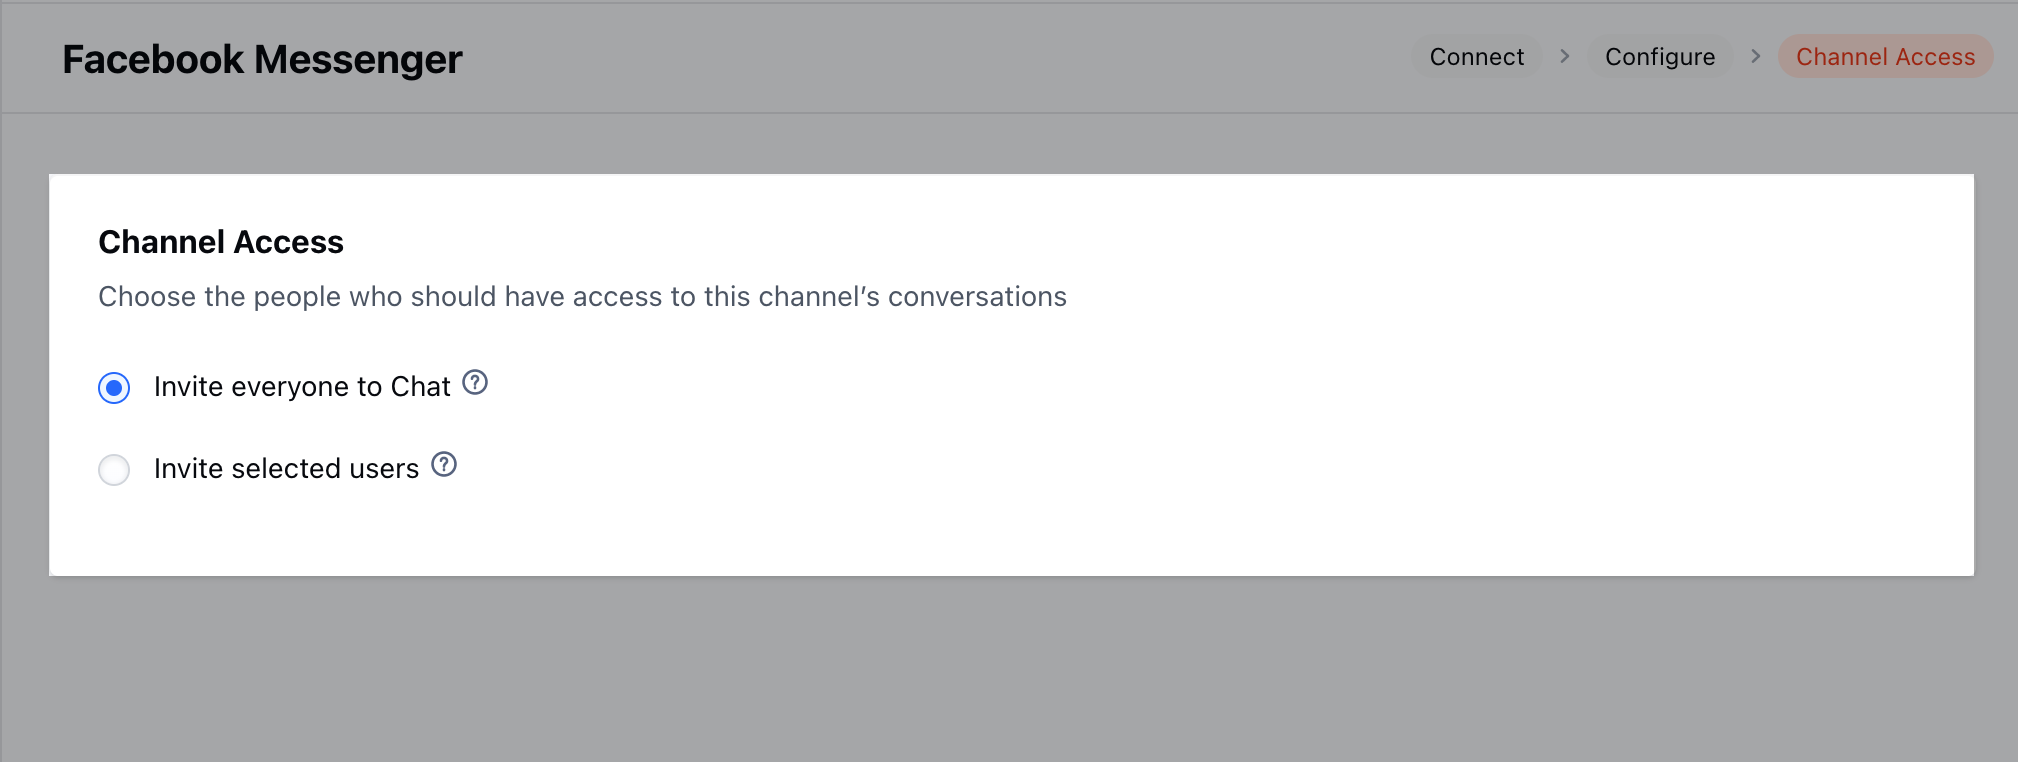 Facebook Messenger
Connect > Configure > Channel Access
Channel Access
Choose the people who should have access to this channel’s conversations
Invite everyone to Chat ?
Invite selected users ?